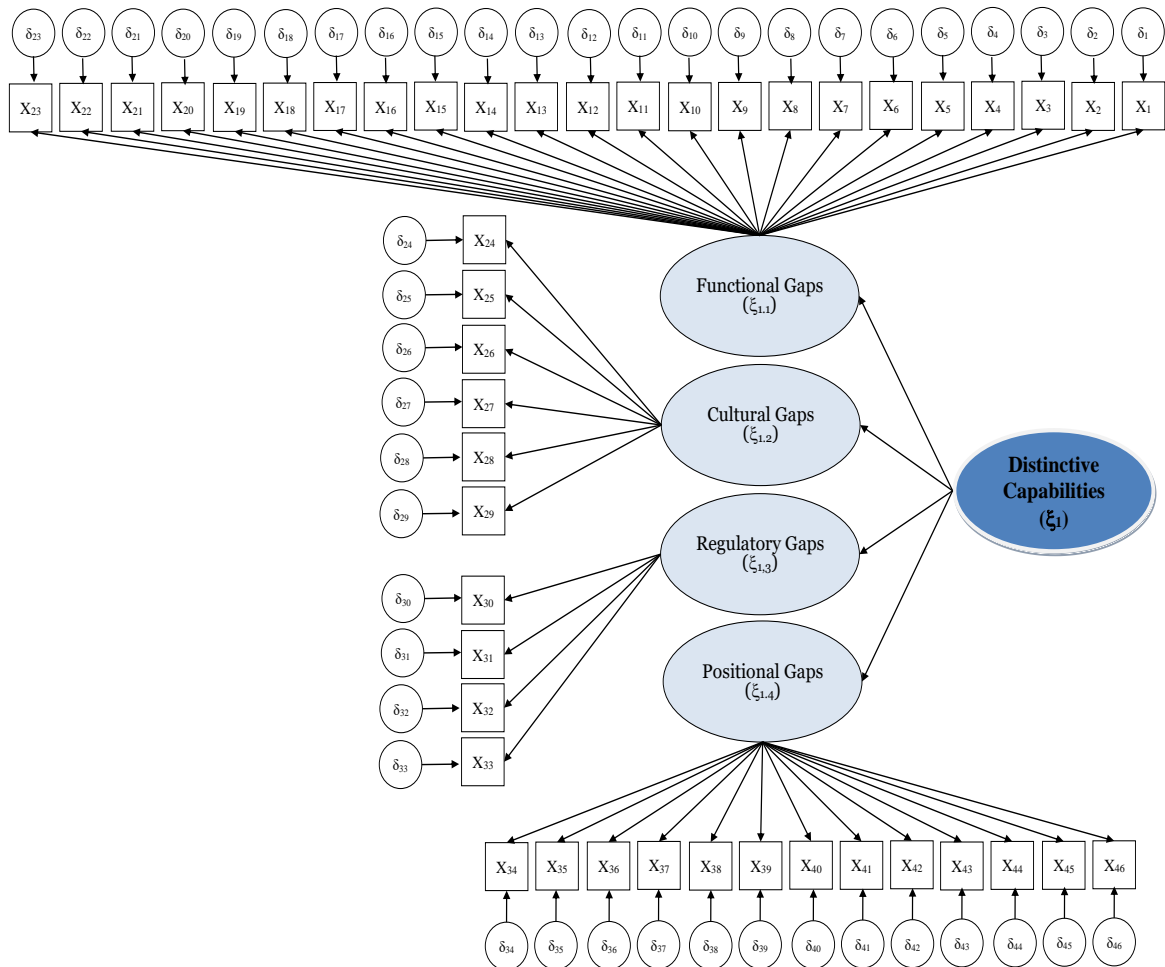 δ23 δ22 δ21 δ20 δ19 δ18 δ17 δ16 δ15 δ14 δ13 δ12 δ11 δ10 δ9 δ8 δ7 δ6 δ5 δ4 δ3 δ2 δ1
X23 X22 X21 X20 X19 X18 X17 X16 X15 X14 X13 X12 X11 X10 X9 X8 X7 X6 X5 X4 X3 X2 X1
δ24 X24
δ25 X25
δ26 X26
δ27 X27
δ28 X28
δ29 X29
δ30 X30
δ31 X31
δ32 X32
δ33 X33
Functional Gaps
(ξ1.1)
Cultural Gaps
(ξ1.2)
Regulatory Gaps
(ξ1,3)
Positional Gaps
(ξ1.4)
Distinctive
Capabilities
(ξ1)
X34 X35 X36 X37 X38 X39 X40 X41 X42 X43 X44 X45 X46
δ34 δ35 δ36 δ37 δ38 δ39 δ40 δ41 δ42 δ43 δ44 δ45 δ46